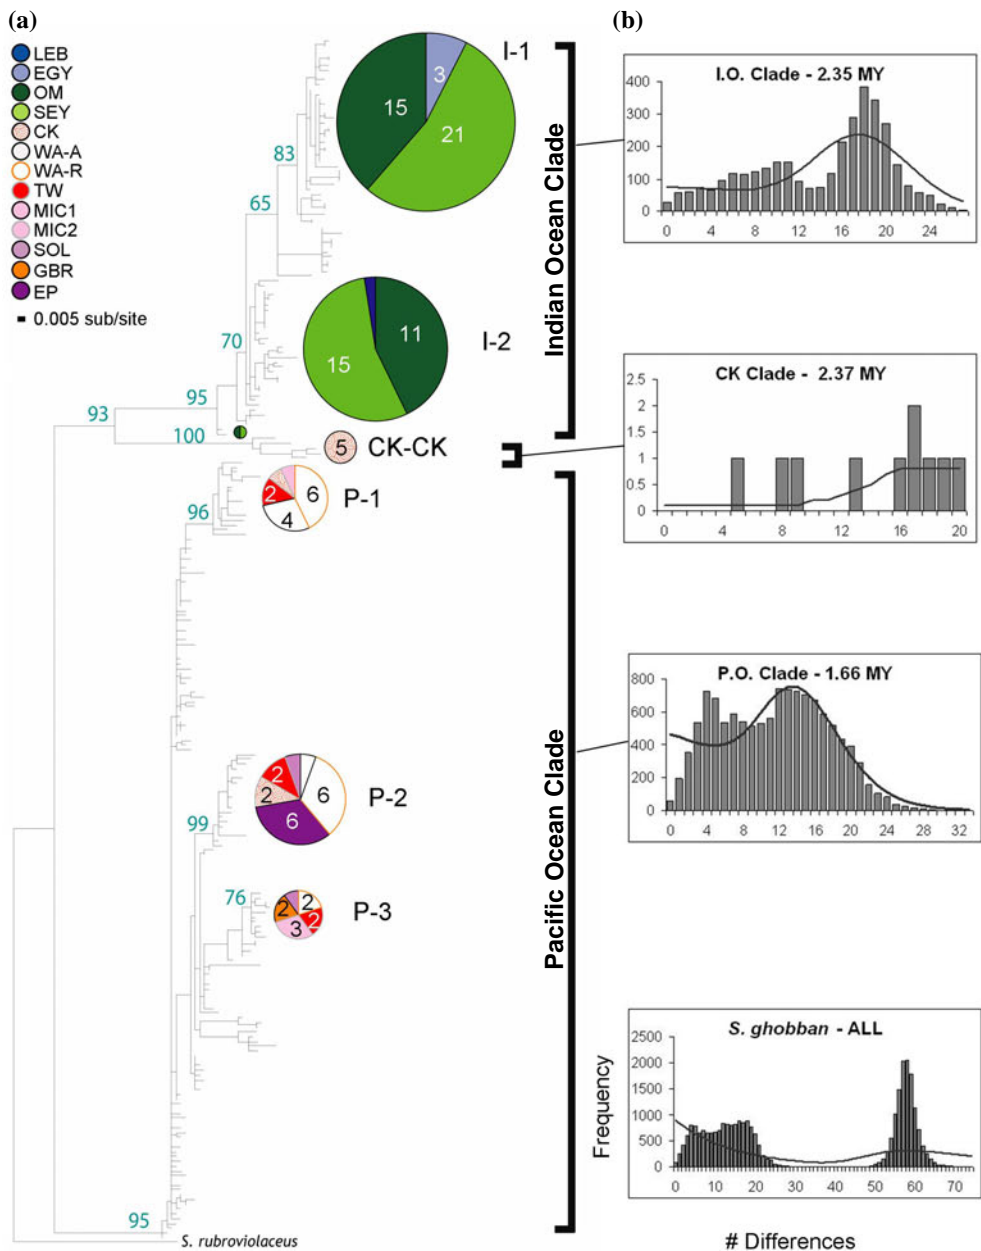 (a)
LEB
EGY
OM
SEY
CK
WA-A
WA-R
TW
MIC1
MIC2
SOL
GBR
EP
0.005 sub/site
I-1
3
15
21
83
65
I-2
11
15
70
95
93
100
5
CK-CK
P-1
6
2
4
96
P-2
2
6
2
6
99
76
P-3
2
2
2
3
95
S. rubroviolaceus
Indian Ocean Clade
Pacific Ocean Clade
(b)
I.O. Clade - 2.35 MY
400
300
200
100
0
0 4 8 12 16 20 24
CK Clade - 2.37 MY
2.5
2
1.5
1
0.5
0
0 4 8 12 16 20
P.O. Clade - 1.66 MY
800
600
400
200
0
0 4 8 12 16 20 24 28 32
S. ghobban - ALL
2500
2000
1500
1000
500
0
0 10 20 30 40 50 60 70
Frequency
# Differences